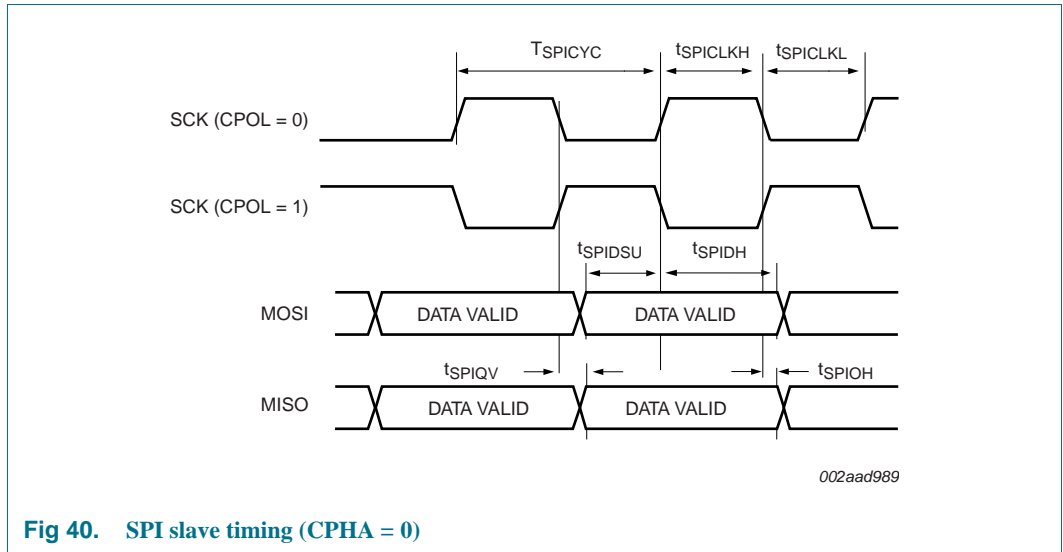 TSPICYC tSPICLKH tSPICLKL
SCK (CPOL = 0)
SCK (CPOL = 1)
tSPIDSU tSPIDH
MOSI DATA VALID DATA VALID
tSPIQV tSPIOH
MISO DATA VALID DATA VALID
002aad989
Fig 40. SPI slave timing (CPHA = 0)